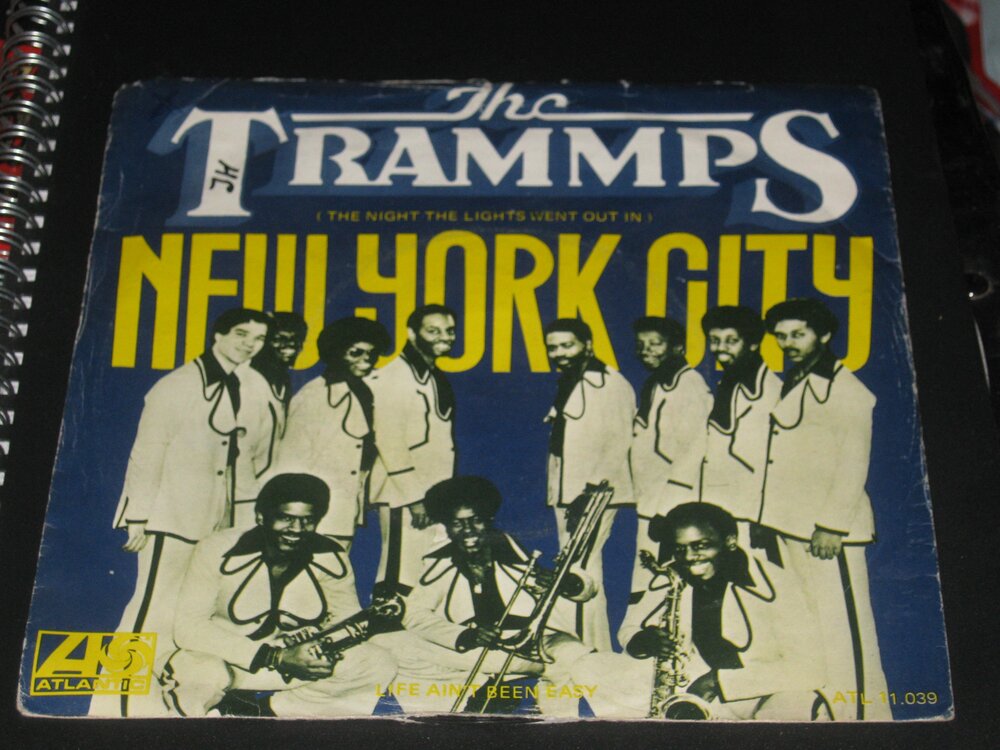 The
TRAMMPS
JH
( THE NIGHT THE LIGHTS WENT OUT IN )
NEW YORK CITY
ATLANTIC
LIFE AIN'T BEEN EASY
ATL 11.039